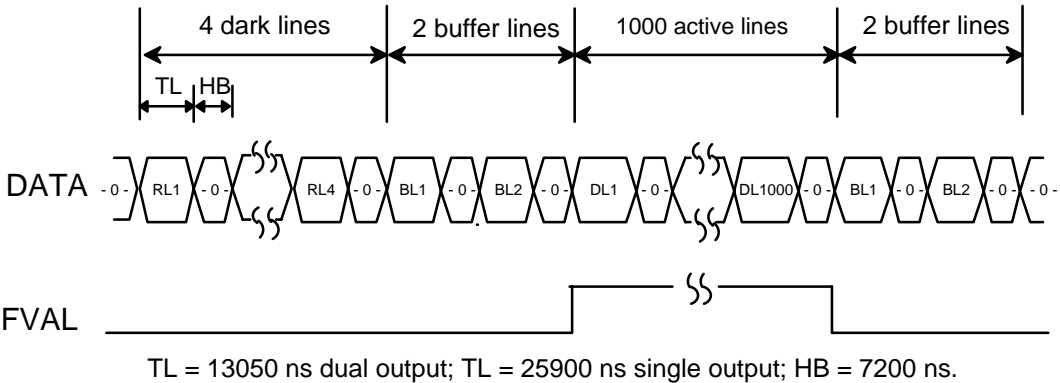 4 dark lines 2 buffer lines 1000 active lines 2 buffer lines
TL HB
DATA - 0 - RL1 - 0 - RL4 - 0 - BL1 - 0 - BL2 - 0 - DL1 - 0 - DL1000 - 0 - BL1 - 0 - BL2 - 0 - - 0 -
FVAL
TL = 13050 ns dual output; TL = 25900 ns single output; HB = 7200 ns.